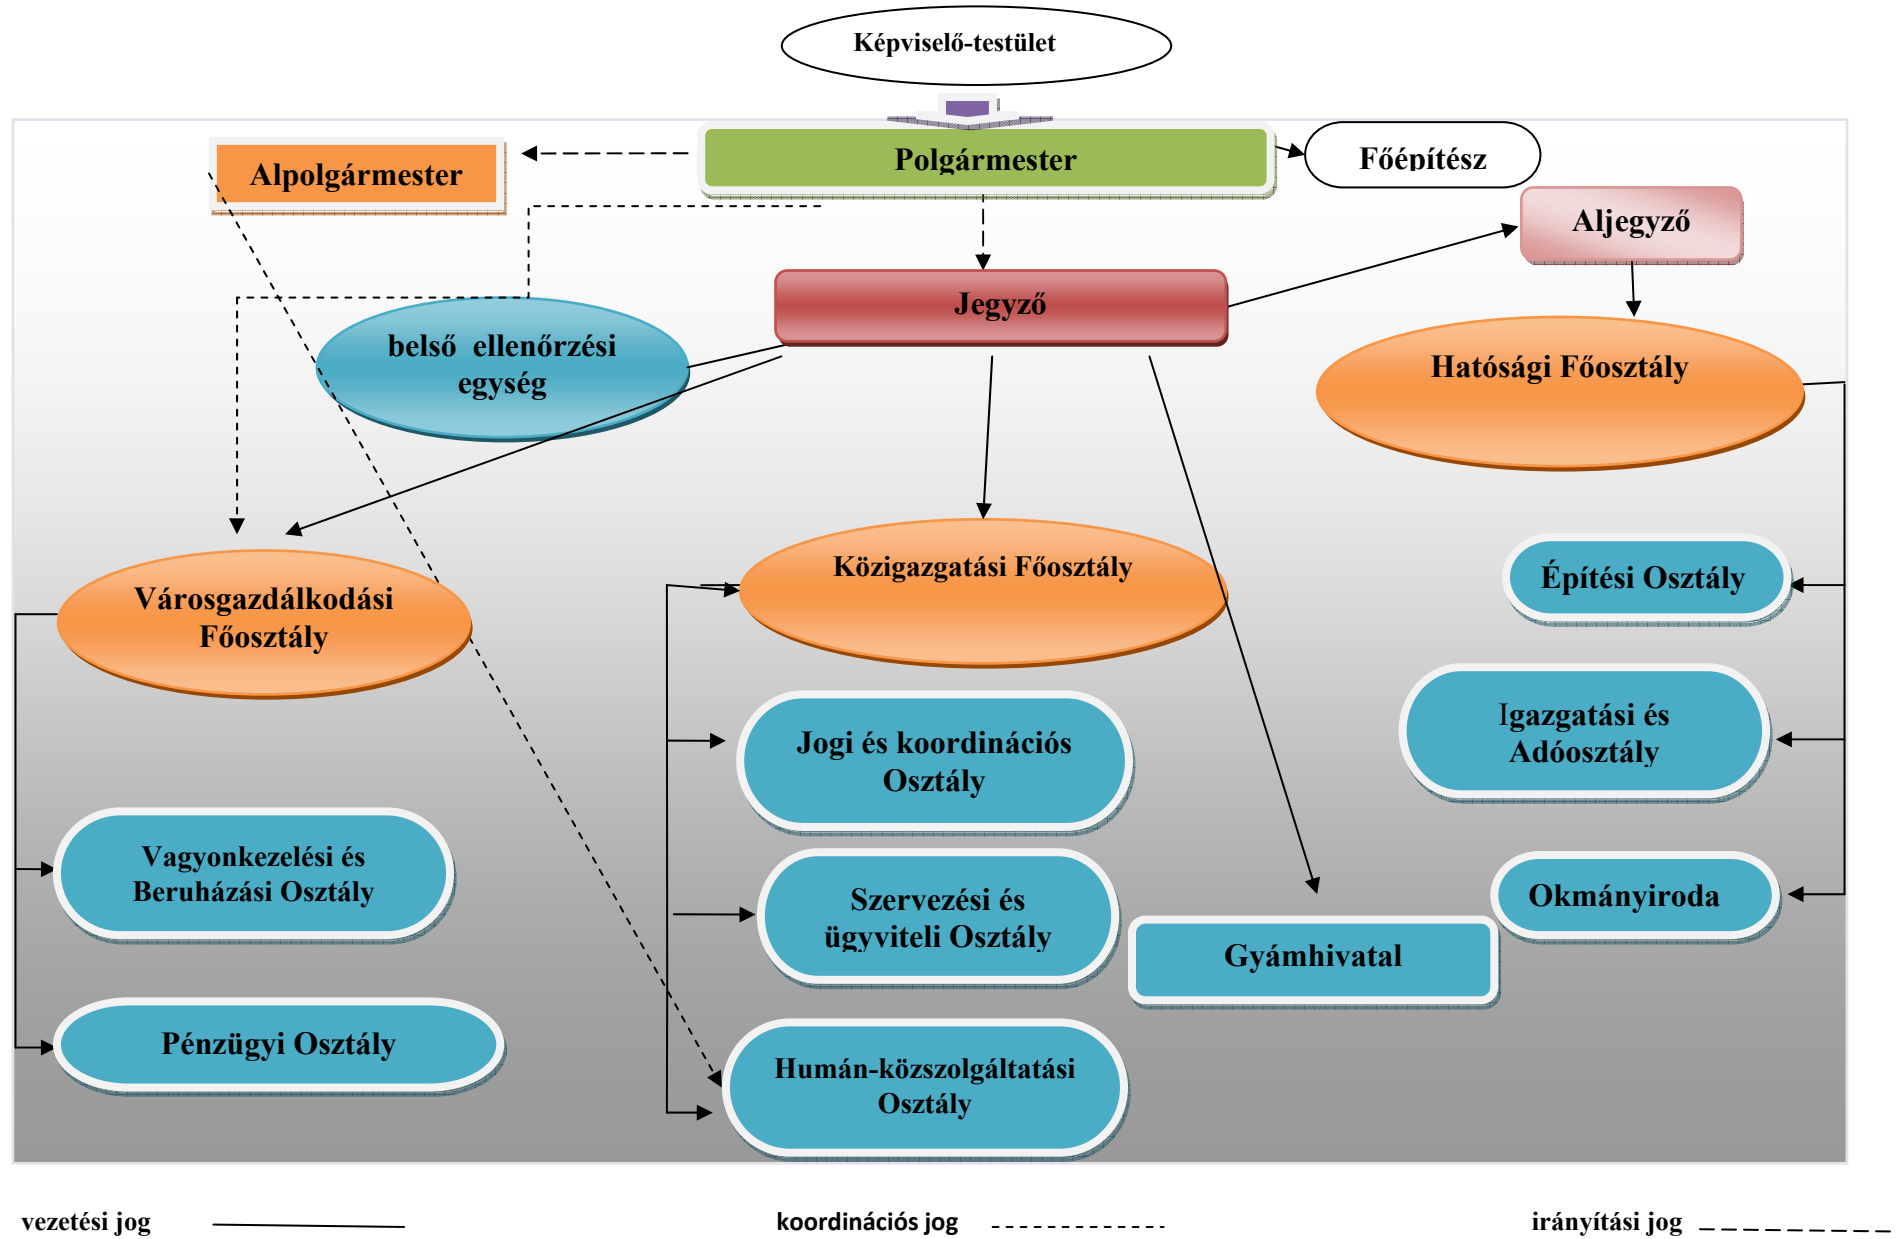 Képviselő-testület
Polgármester
Alpolgármester
Főépítész
Aljegyző
Jegyző
belső ellenőrzési
egység
Hatósági Főosztály
Városgazdálkodási
Főosztály
Közigazgatási Főosztály
Építési Osztály
Jogi és koordinációs
Osztály
Igazgatási és
Adóosztály
Vagyonkezelési és
Beruházási Osztály
Szervezési és
ügyviteli Osztály
Okmányiroda
Gyámhivatal
Pénzügyi Osztály
Humán-közszolgáltatási
Osztály
vezetési jog
koordinációs jog
irányítási jog